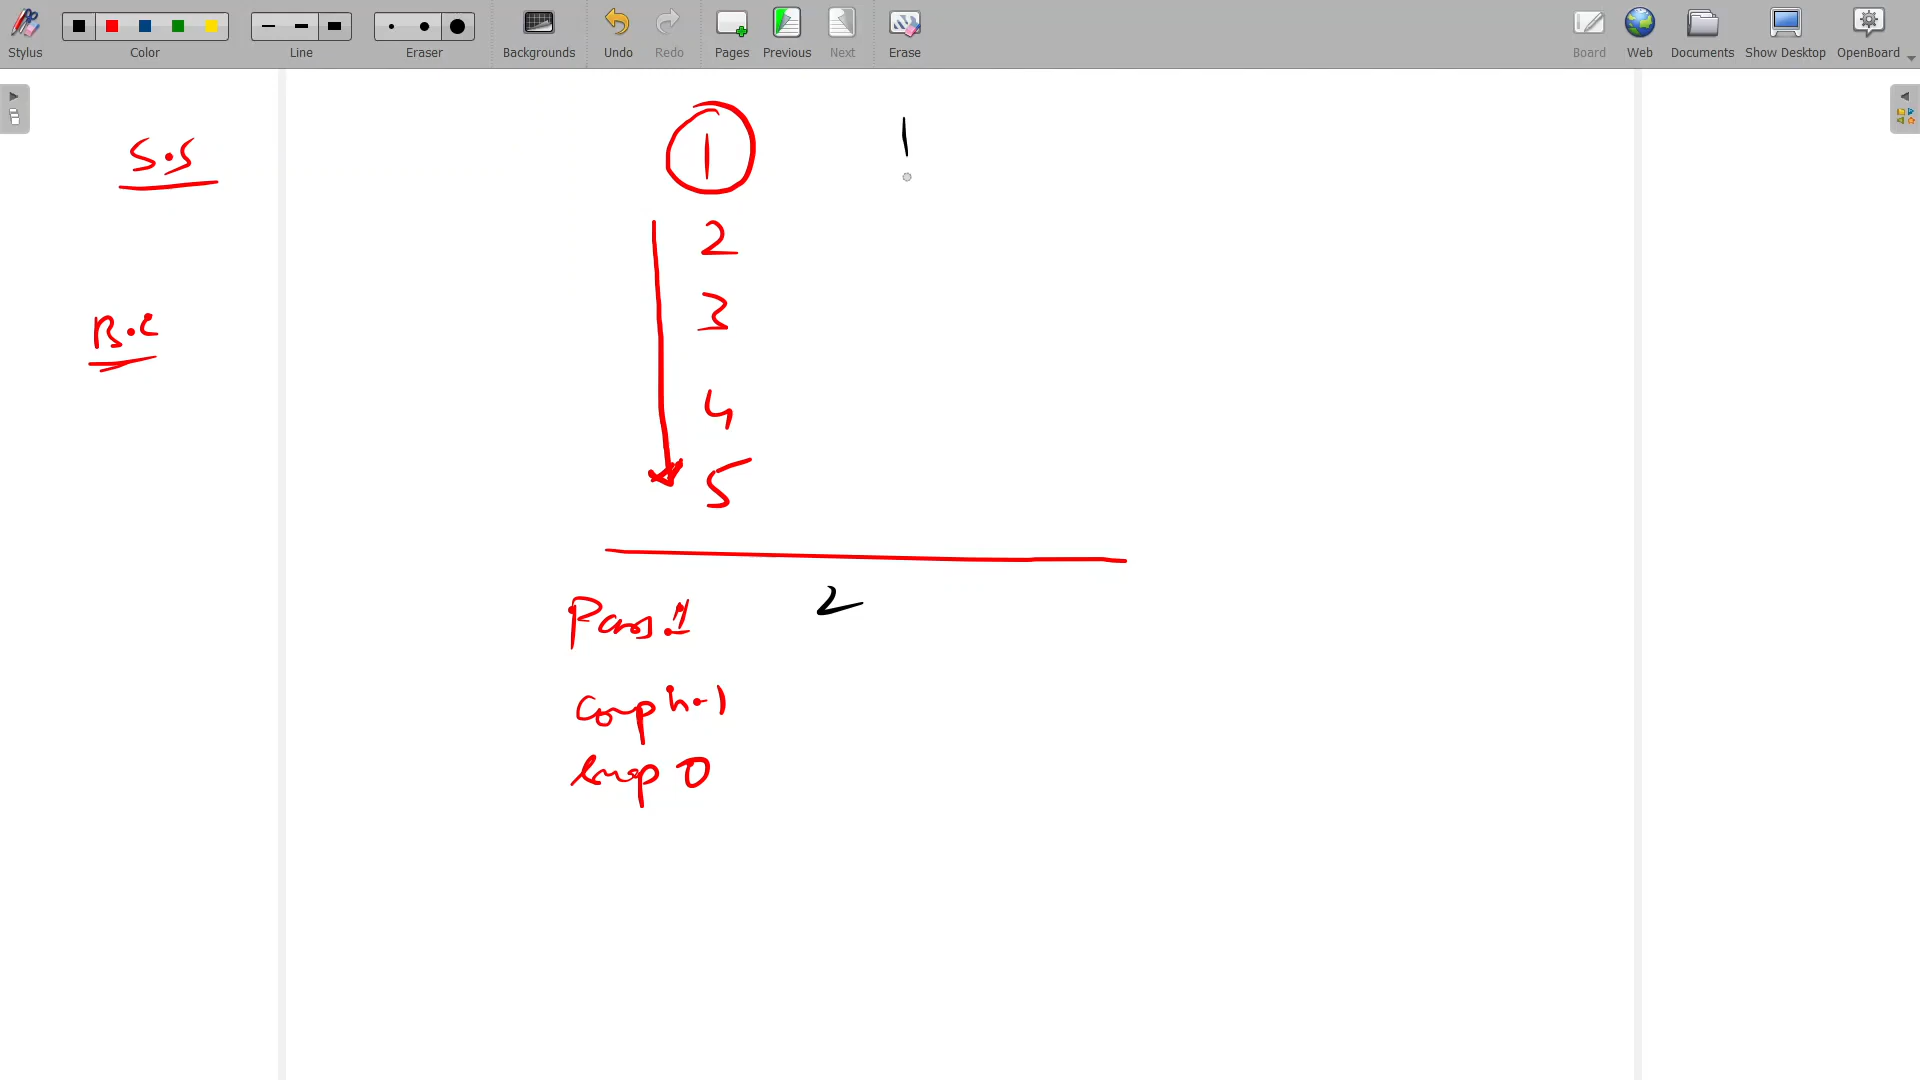 Stylus Color Line Eraser Backgrounds Undo Redo Pages Previous Next Erase Board Web Documents Show Desktop OpenBoard
S.S
B.C
1 1
2
3
4
5
Pass 1 2
Comp n-1
Swap 0